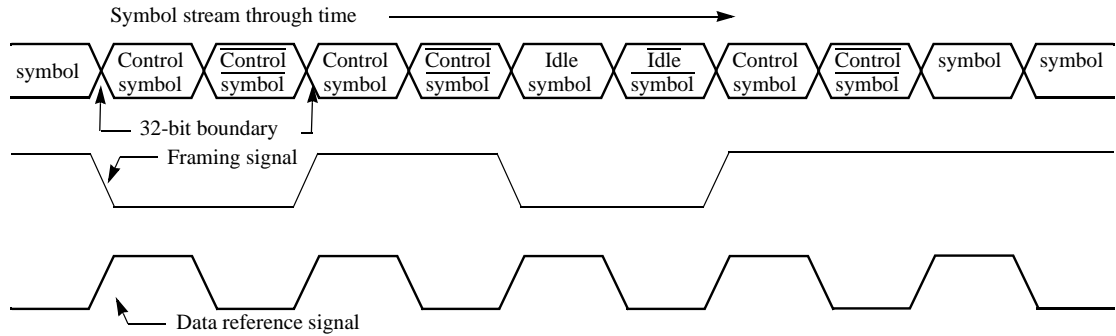 Symbol stream through time
symbol
Control
symbol
Control
symbol
Control
symbol
Control
symbol
Idle
symbol
Idle
symbol
Control
symbol
Control
symbol
symbol
symbol
32-bit boundary
Framing signal
Data reference signal